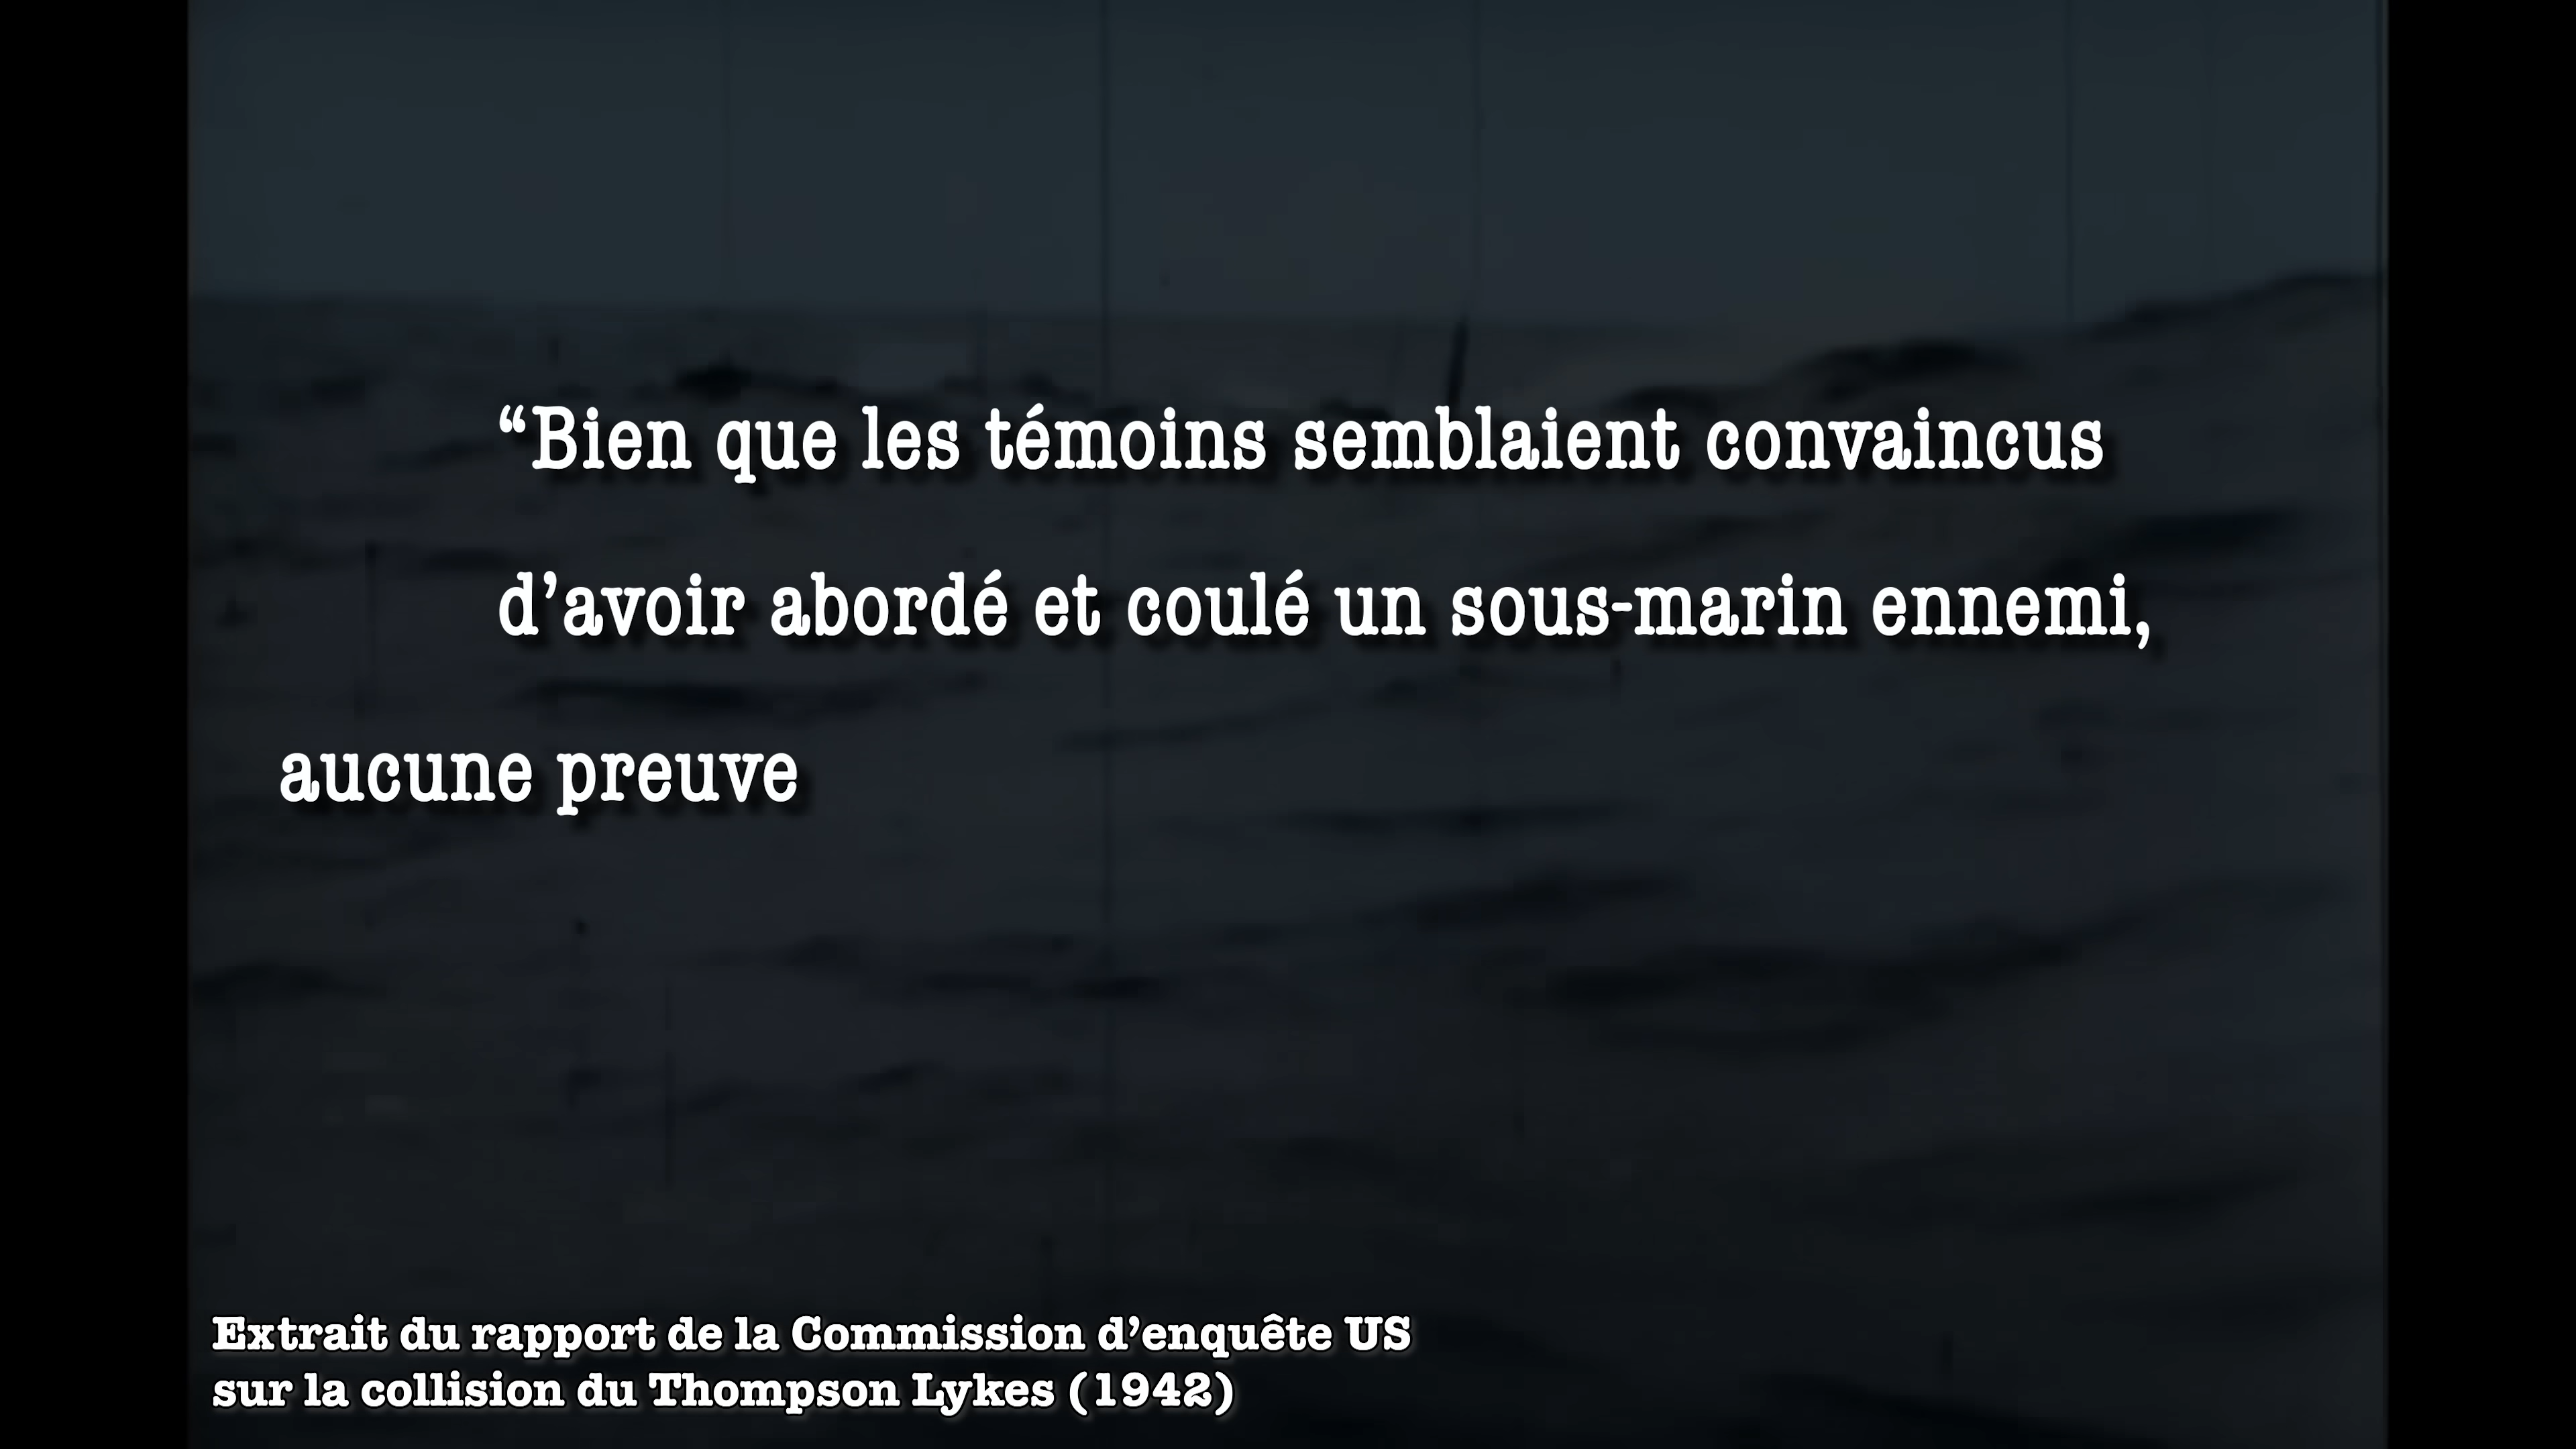 “Bien que les témoins semblaient convaincus
d’avoir abordé et coulé un sous-marin ennemi,
aucune preuve
Extrait du rapport de la Commission d’enquête US
sur la collision du Thompson Lykes (1942)